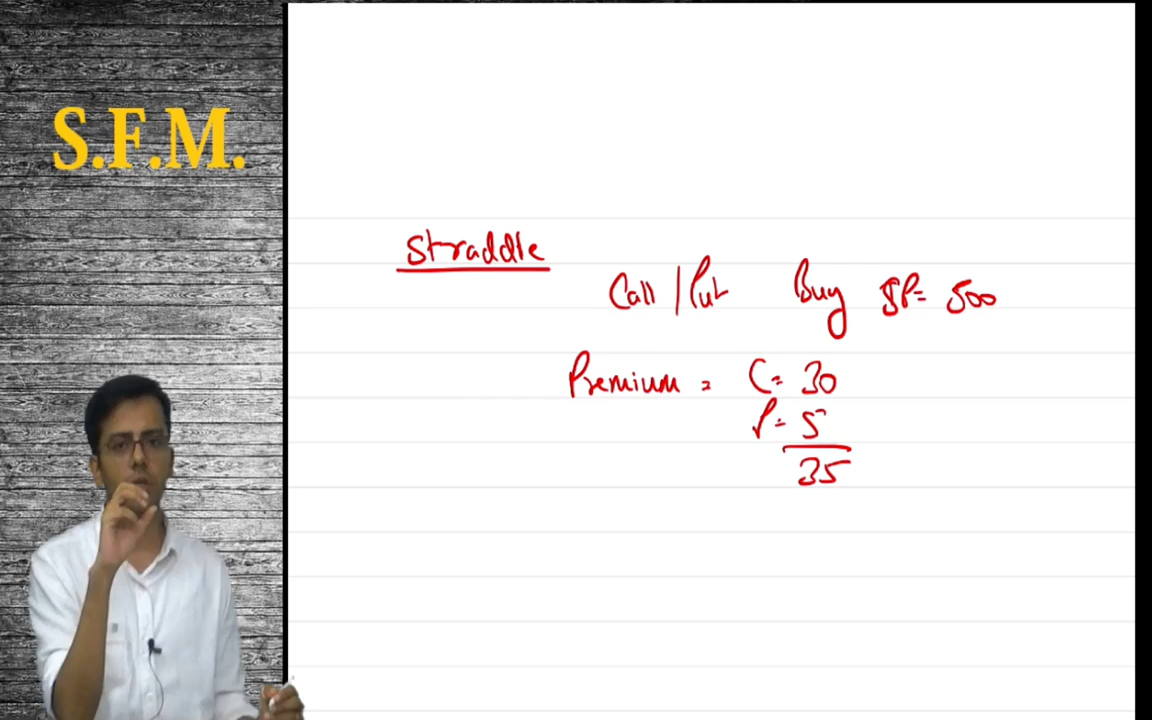 S.F.M.
Straddle
Call / Put Buy SP= 500
Premium = C= 30
P= 5
35